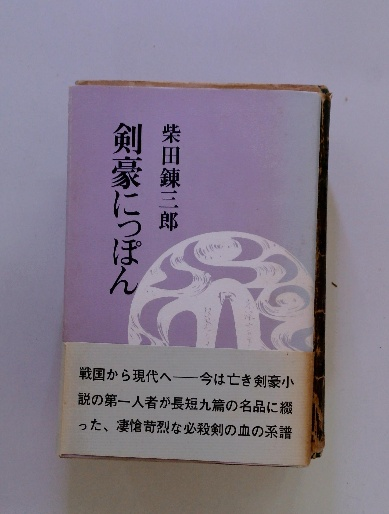 柴田錬三郎
剣豪にっぽん
戦国から現代へ――今は亡き剣豪小
説の第一人者が長短九篇の名品に綴
った、凄愴苛烈な必殺剣の血の系譜